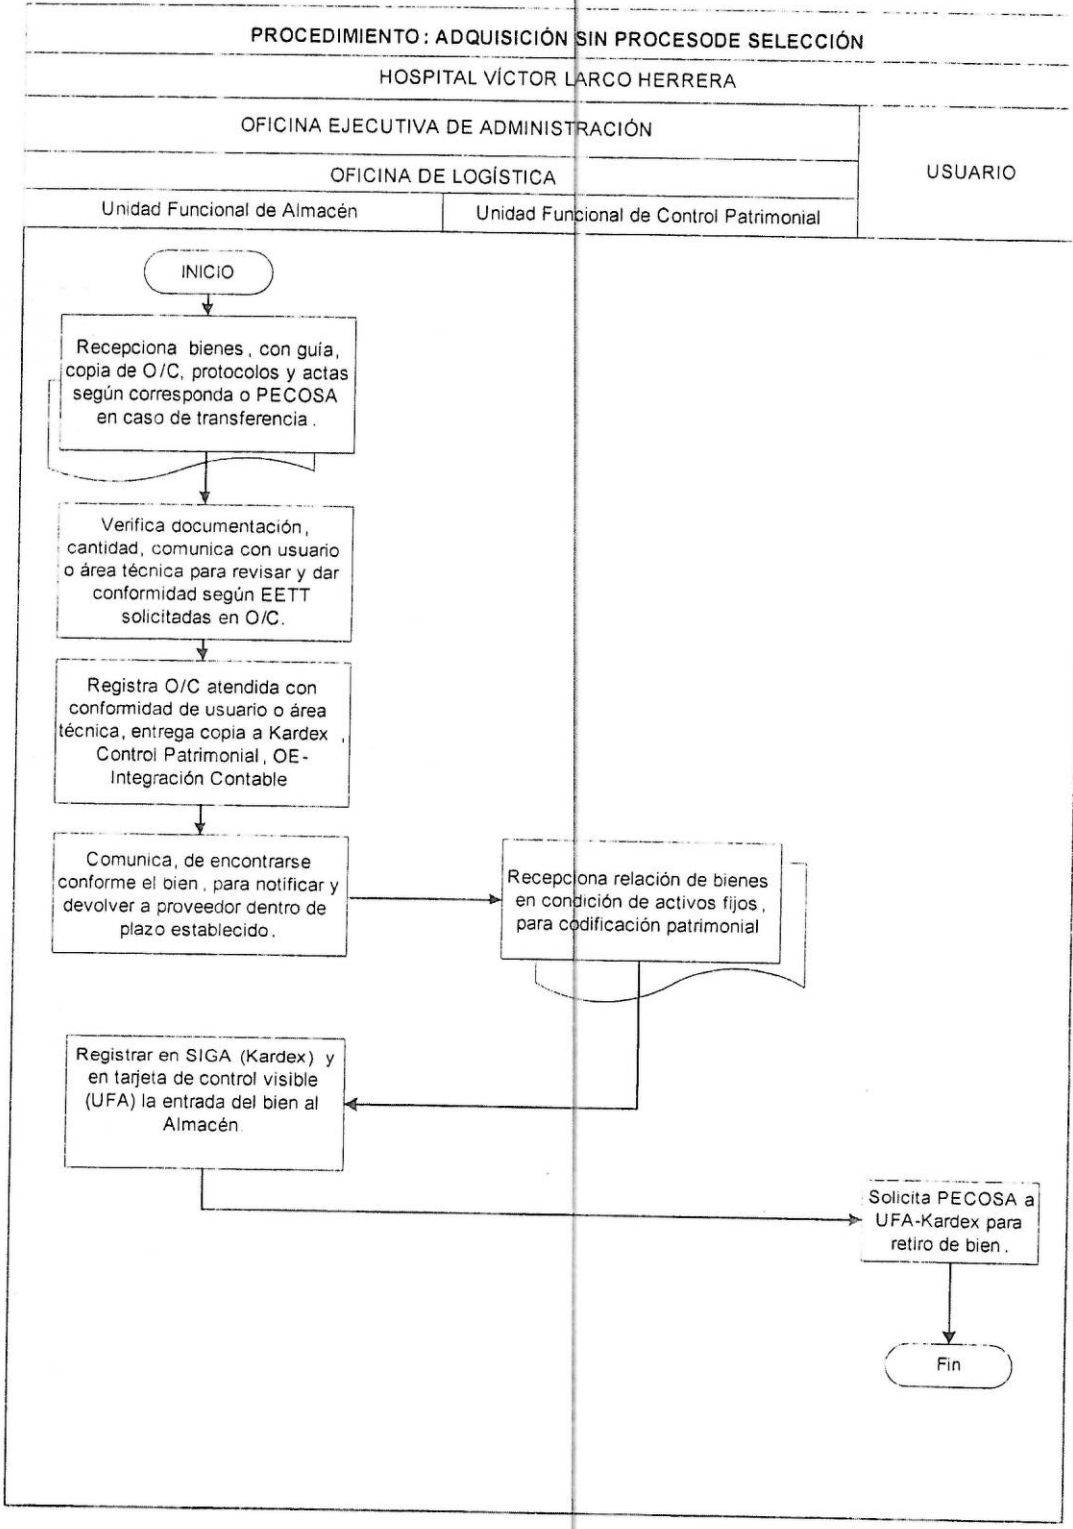 PROCEDIMIENTO: ADQUISICIÓN SIN PROCESODE SELECCIÓN
HOSPITAL VÍCTOR LARCO HERRERA
OFICINA EJECUTIVA DE ADMINISTRACIÓN
USUARIO
OFICINA DE LOGÍSTICA
Unidad Funcional de Almacén
Unidad Funcional de Control Patrimonial
INICIO
Recepciona bienes, con guía,
copia de O/C, protocolos y actas
según corresponda o PECOSA
en caso de transferencia.
Verifica documentación,
cantidad, comunica con usuario
o área técnica para revisar y dar
conformidad según EETT
solicitadas en O/C.
Registra O/C atendida con
conformidad de usuario o área
técnica, entrega copia a Kardex,
Control Patrimonial, OE-
Integración Contable
Comunica, de encontrarse
conforme el bien, para notificar y
devolver a proveedor dentro de
plazo establecido.
Recepciona relación de bienes
en condición de activos fijos,
para codificación patrimonial
Registrar en SIGA (Kardex) y
en tarjeta de control visible
(UFA) la entrada del bien al
Almacén
Solicita PECOSA a
UFA-Kardex para
retiro de bien.
Fin